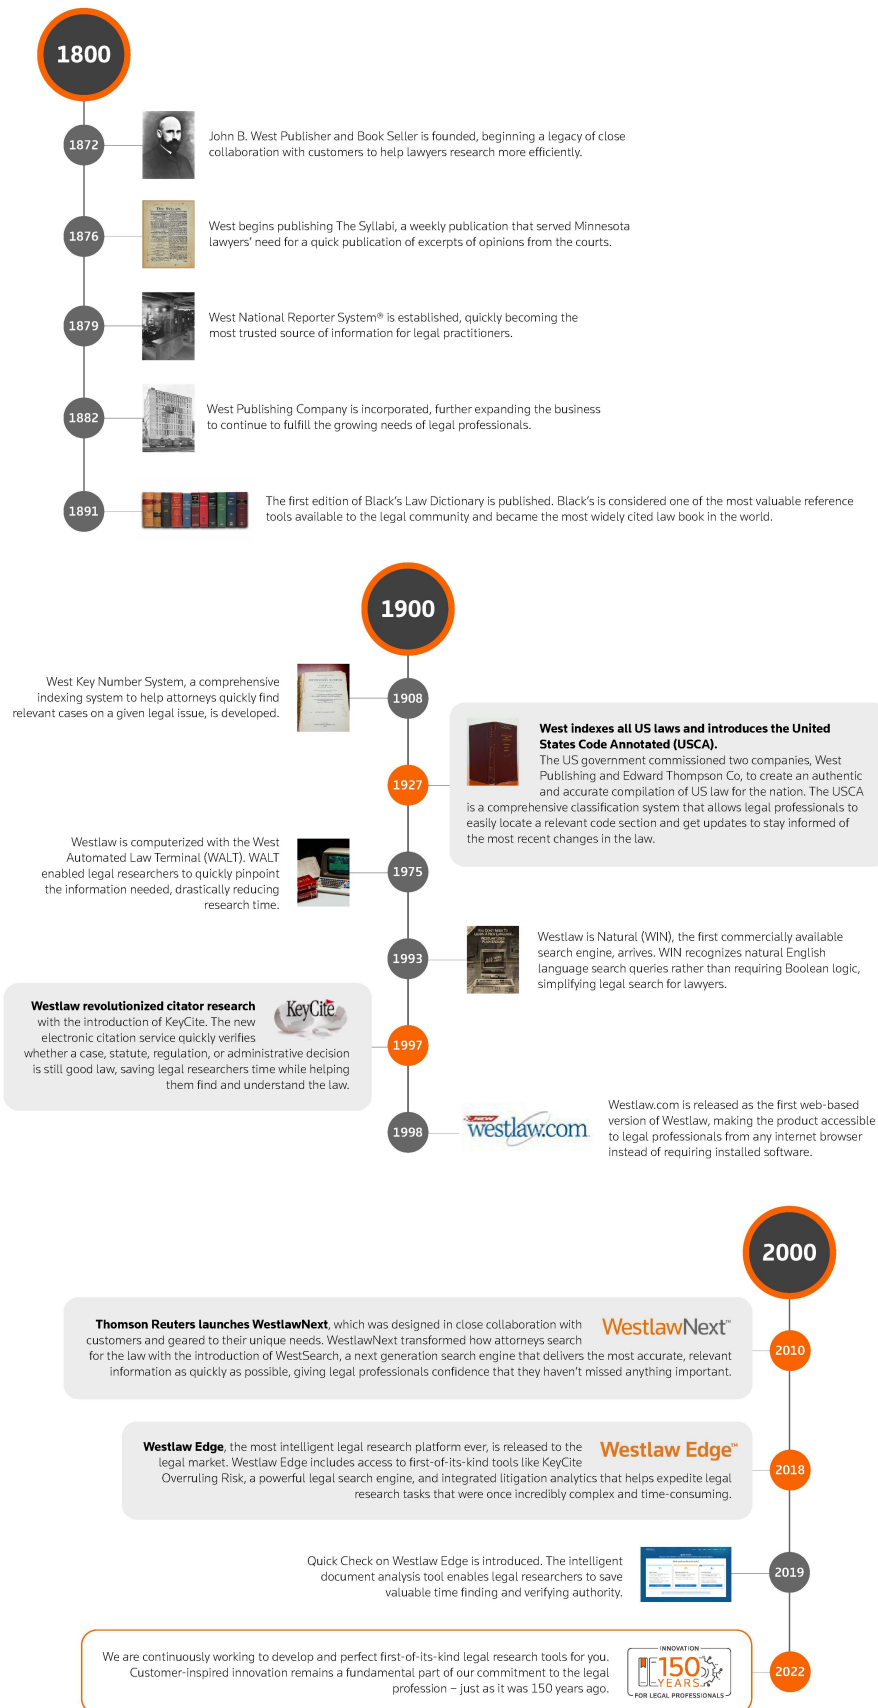 1800
1872
John B. West Publisher and Book Seller is founded, beginning a legacy of close
collaboration with customers to help lawyers research more efficiently.
1876
West begins publishing The Syllabi, a weekly publication that served Minnesota
lawyers' need for a quick publication of excerpts of opinions from the courts.
1879
West National Reporter System® is established, quickly becoming the
most trusted source of information for legal practitioners.
1882
West Publishing Company is incorporated, further expanding the business
to continue to fulfill the growing needs of legal professionals.
1891
The first edition of Black's Law Dictionary is published. Black's is considered one of the most valuable reference
tools available to the legal community and became the most widely cited law book in the world.
1900
West Key Number System, a comprehensive
indexing system to help attorneys quickly find
relevant cases on a given legal issue, is developed.
1908
1927
West indexes all US laws and introduces the United
States Code Annotated (USCA).
The US government commissioned two companies, West
Publishing and Edward Thompson Co, to create an authentic
and accurate compilation of US law for the nation. The USCA
is a comprehensive classification system that allows legal professionals to
easily locate a relevant code section and get updates to stay informed of
the most recent changes in the law.
Westlaw is computerized with the West
Automated Law Terminal (WALT). WALT
enabled legal researchers to quickly pinpoint
the information needed, drastically reducing
research time.
1975
1993
Westlaw is Natural (WIN), the first commercially available
search engine, arrives. WIN recognizes natural English
language search queries rather than requiring Boolean logic,
simplifying legal search for lawyers.
Westlaw revolutionized citator research
with the introduction of KeyCite. The new
electronic citation service quickly verifies
whether a case, statute, regulation, or administrative decision
is still good law, saving legal researchers time while helping
them find and understand the law.
KeyCite
1997
1998
NEW
westlaw.com
Westlaw.com is released as the first web-based
version of Westlaw, making the product accessible
to legal professionals from any internet browser
instead of requiring installed software.
2000
Thomson Reuters launches WestlawNext, which was designed in close collaboration with
customers and geared to their unique needs. WestlawNext transformed how attorneys search
for the law with the introduction of WestSearch, a next generation search engine that delivers the most accurate, relevant
information as quickly as possible, giving legal professionals confidence that they haven't missed anything important.
WestlawNext™
2010
Westlaw Edge, the most intelligent legal research platform ever, is released to the
legal market. Westlaw Edge includes access to first-of-its-kind tools like KeyCite
Overruling Risk, a powerful legal search engine, and integrated litigation analytics that helps expedite legal
research tasks that were once incredibly complex and time-consuming.
Westlaw Edge™
2018
Quick Check on Westlaw Edge is introduced. The intelligent
document analysis tool enables legal researchers to save
valuable time finding and verifying authority.
2019
We are continuously working to develop and perfect first-of-its-kind legal research tools for you.
Customer-inspired innovation remains a fundamental part of our commitment to the legal
profession – just as it was 150 years ago.
INNOVATION
150
YEARS
FOR LEGAL PROFESSIONALS
2022